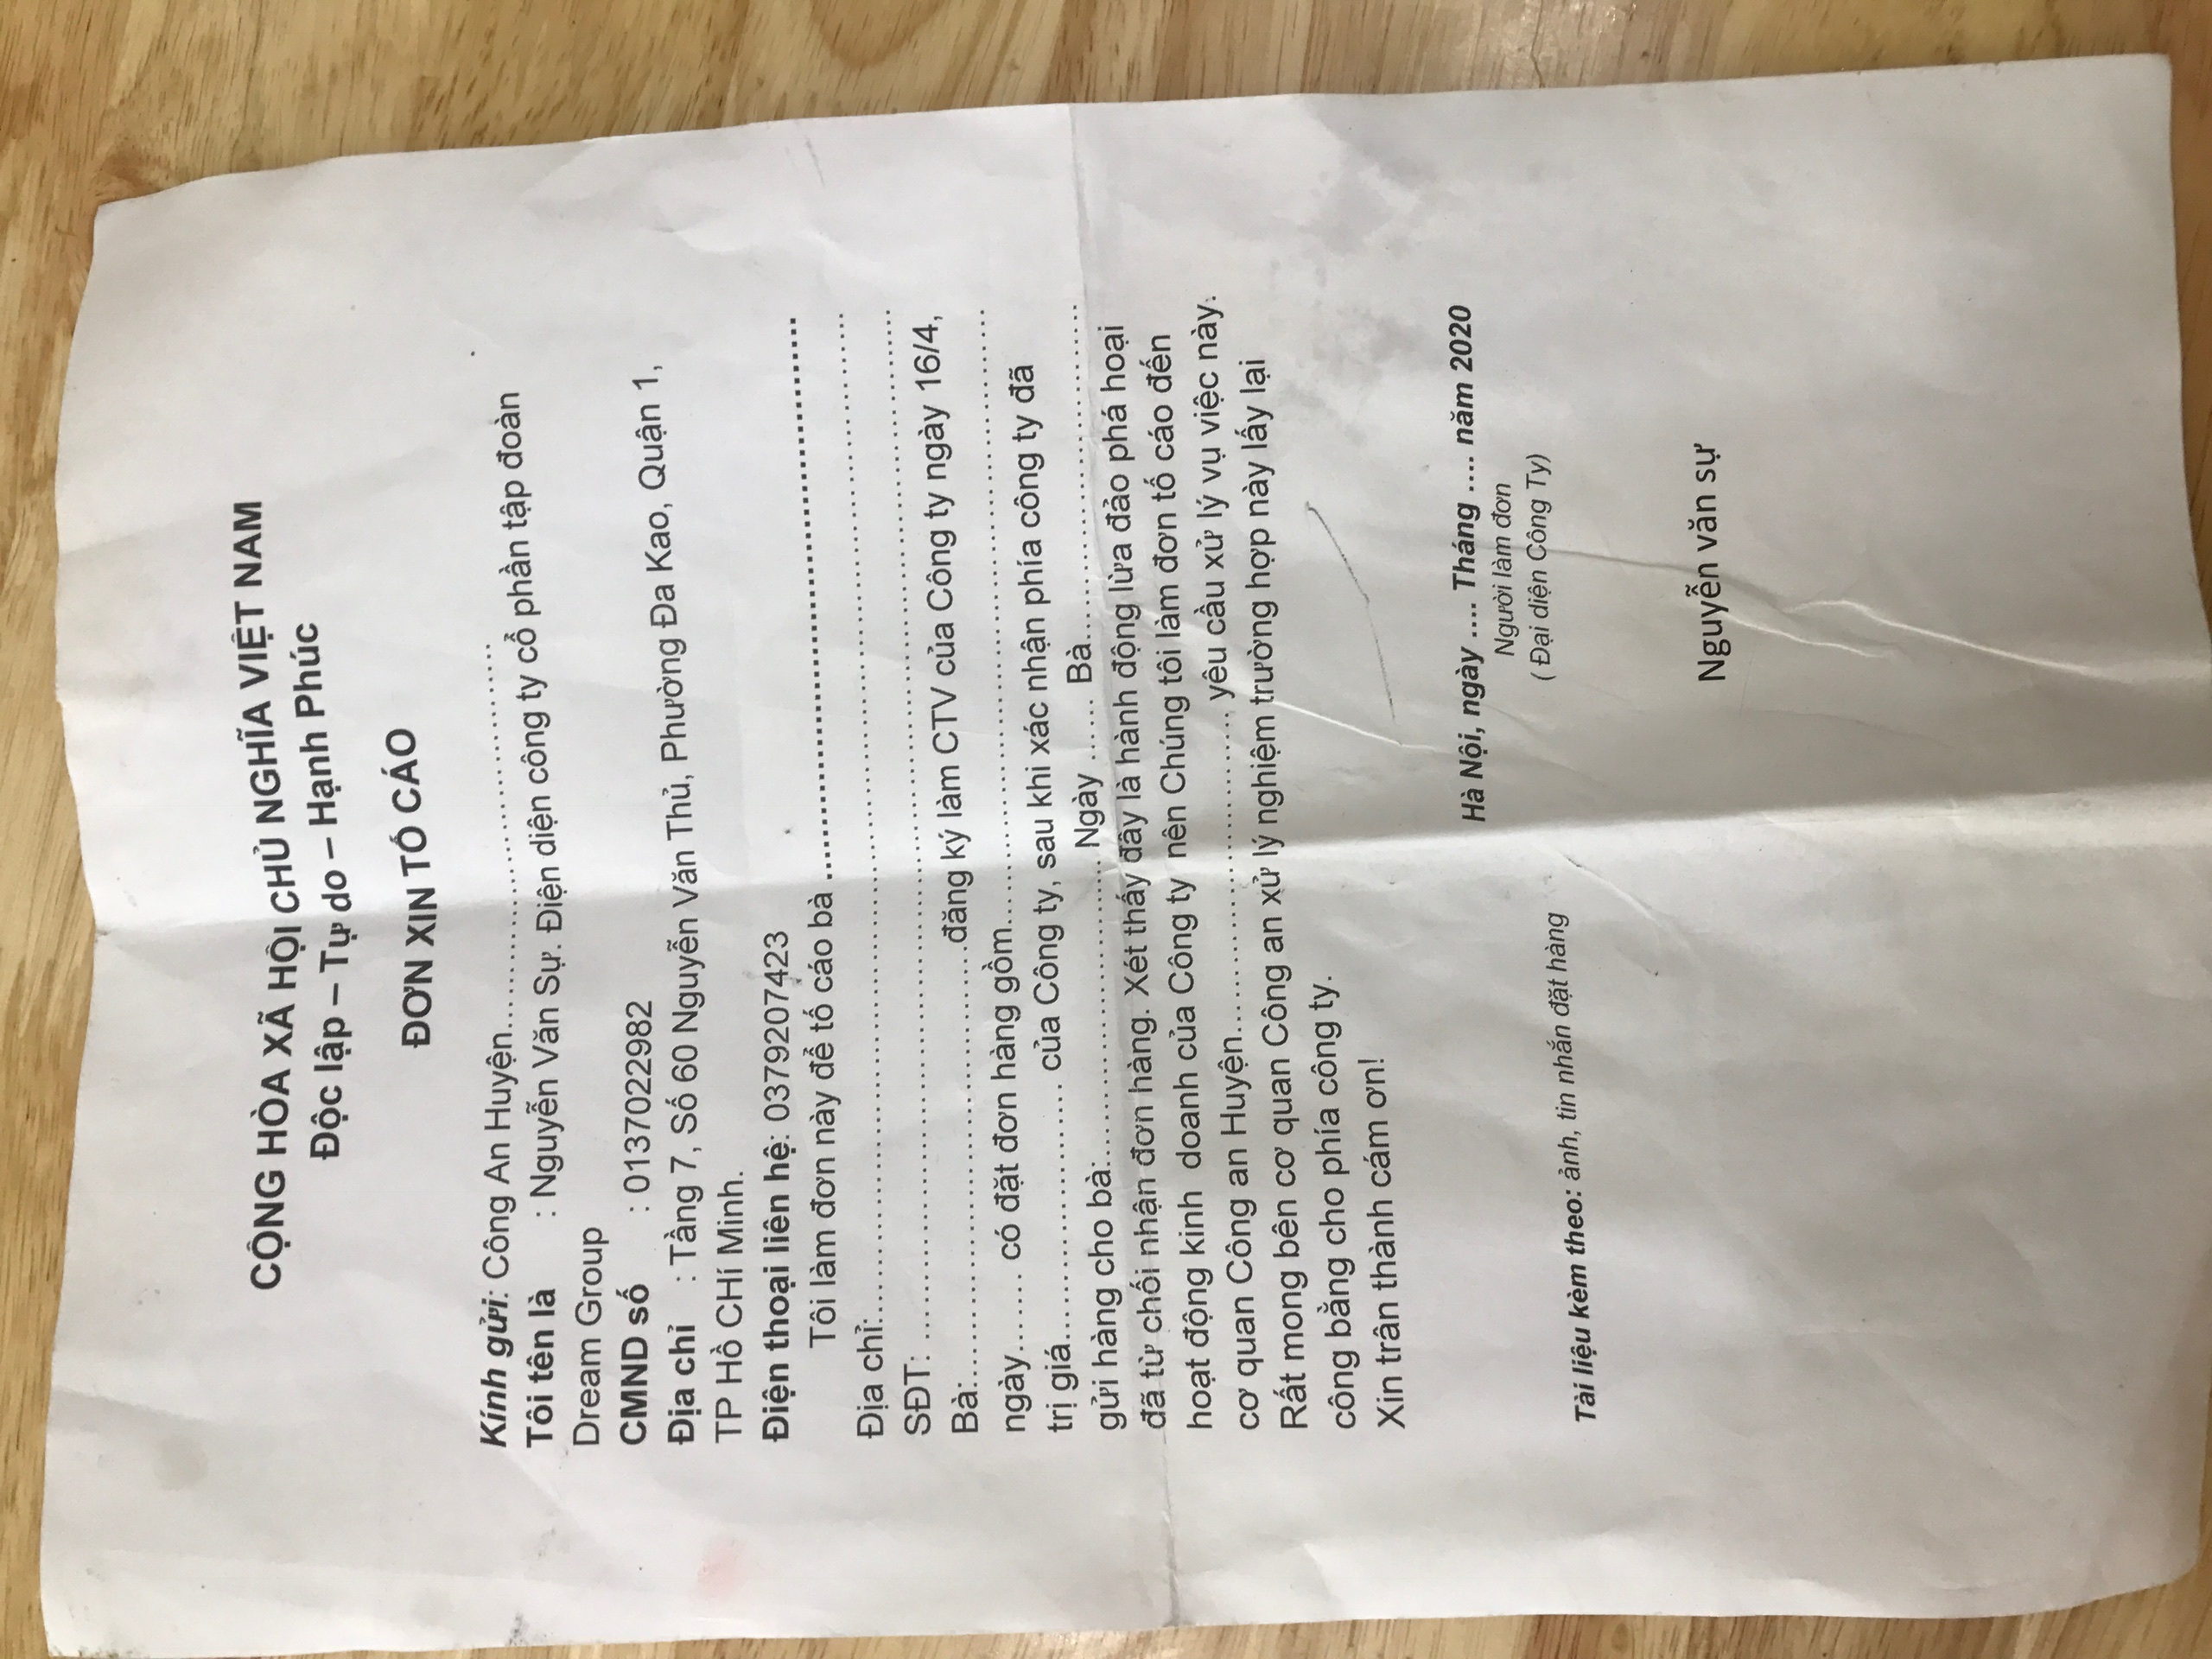 CỘNG HÒA XÃ HỘI CHỦ NGHĨA VIỆT NAM
Độc lập – Tự do – Hạnh Phúc
ĐƠN XIN TỐ CÁO
Kính gửi: Công An Huyện……………………………………
Tôi tên là : Nguyễn Văn Sự. Điện diện công ty cổ phần tập đoàn
Dream Group
CMND số : 0137022982
Địa chỉ : Tầng 7, Số 60 Nguyễn Văn Thủ, Phường Đa Kao, Quận 1,
TP Hồ CHí Minh.
Điện thoại liên hệ: 0379207423
Tôi làm đơn này để tố cáo bà ……………………………………………
Địa chỉ:……………………………………………………………………………
SĐT: ………………………………………………………………………………
Bà:……………………………….đăng ký làm CTV của Công ty ngày 16/4,
ngày……. có đặt đơn hàng gồm………………………………………………
trị giá…………………. của Công ty, sau khi xác nhận phía công ty đã
gửi hàng cho bà:…………………...... Ngày …… Bà……………………….
đã từ chối nhận đơn hàng. Xét thấy đây là hành động lừa đảo phá hoại
hoạt động kinh doanh của Công ty nên Chúng tôi làm đơn tố cáo đến
cơ quan Công an Huyện……………………….. yêu cầu xử lý vụ việc này.
Rất mong bên cơ quan Công an xử lý nghiệm trường hợp này lấy lại
công bằng cho phía công ty.
Xin trân thành cám ơn!
Hà Nội, ngày …. Tháng …. năm 2020
Người làm đơn
( Đại diện Công Ty)
Tài liệu kèm theo: ảnh, tin nhắn đặt hàng
Nguyễn văn sự